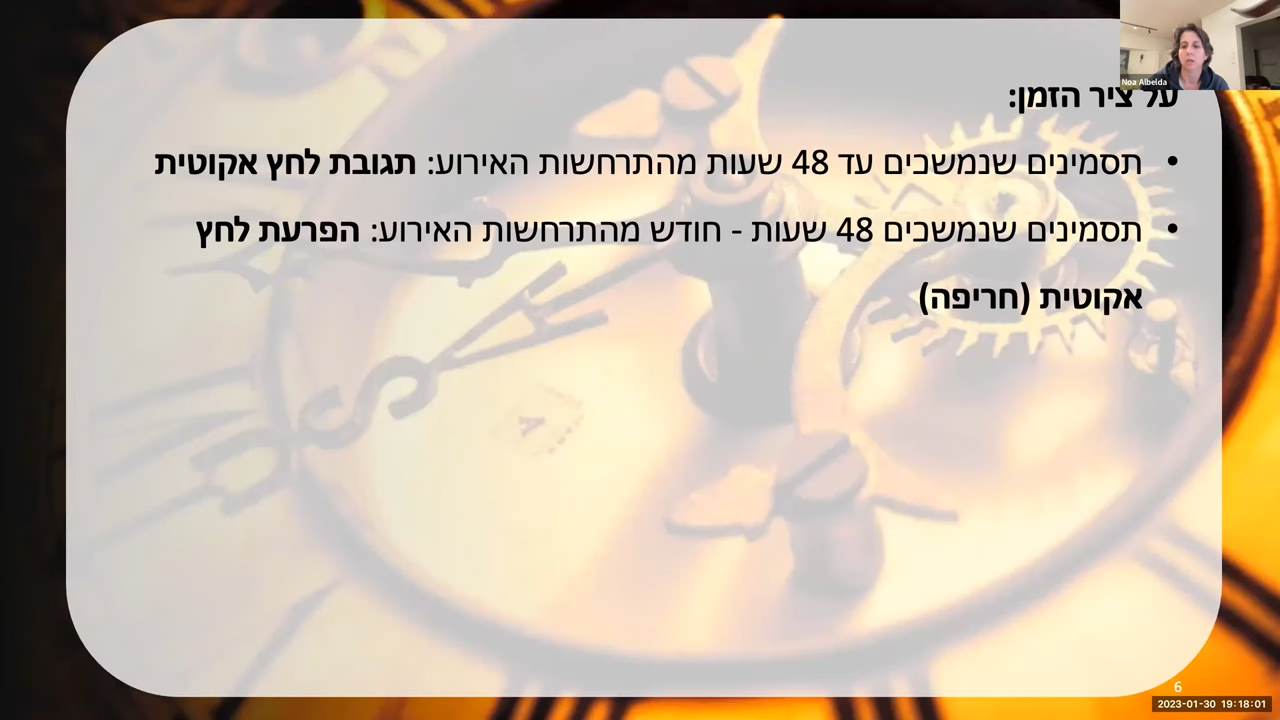 Noa Albelda
על ציר הזמן:
• תסמינים שנמשכים עד 48 שעות מהתרחשות האירוע: תגובת לחץ אקוטית
• תסמינים שנמשכים 48 שעות - חודש מהתרחשות האירוע: הפרעת לחץ
אקוטית (חריפה)
6
2023-01-30 19:18:01